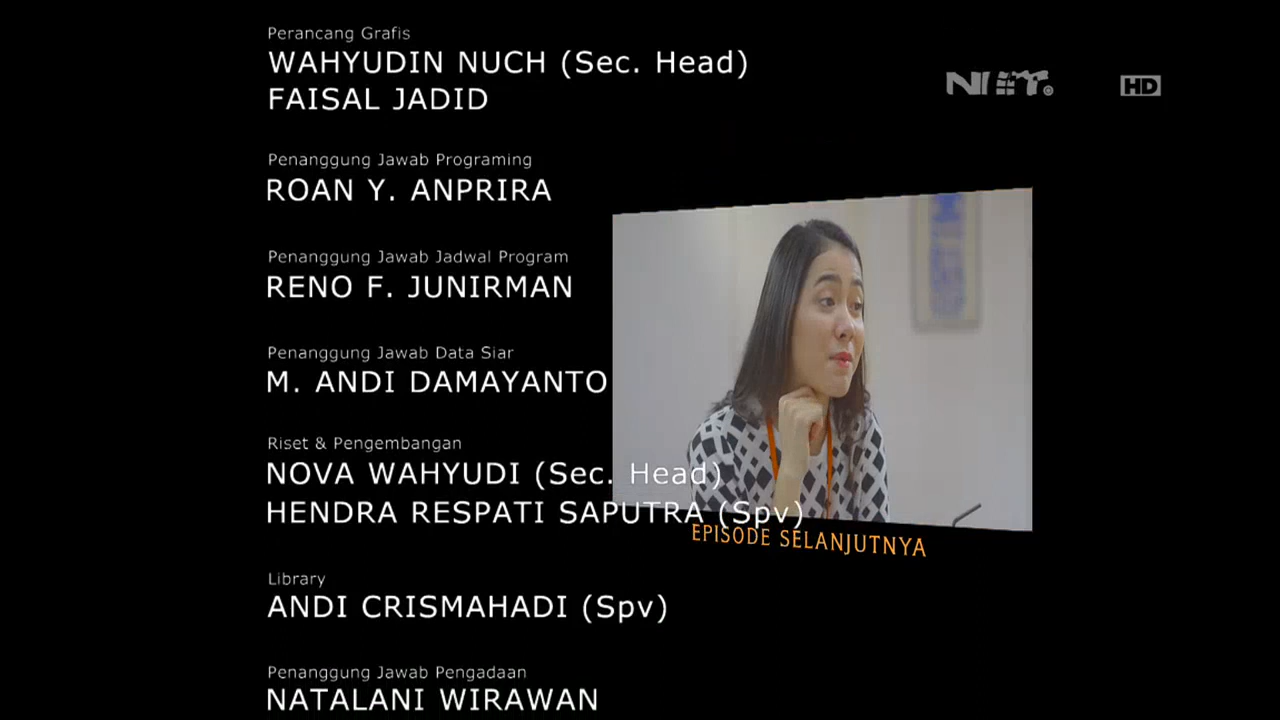 Perancang Grafis
WAHYUDIN NUCH (Sec. Head)
FAISAL JADID
NET.
HD
Penanggung Jawab Programing
ROAN Y. ANPRIRA
Penanggung Jawab Jadwal Program
RENO F. JUNIRMAN
Penanggung Jawab Data Siar
M. ANDI DAMAYANTO
Riset & Pengembangan
NOVA WAHYUDI (Sec. Head)
HENDRA RESPATI SAPUTRA (Spv)
EPISODE SELANJUTNYA
Library
ANDI CRISMAHADI (Spv)
Penanggung Jawab Pengadaan
NATALANI WIRAWAN